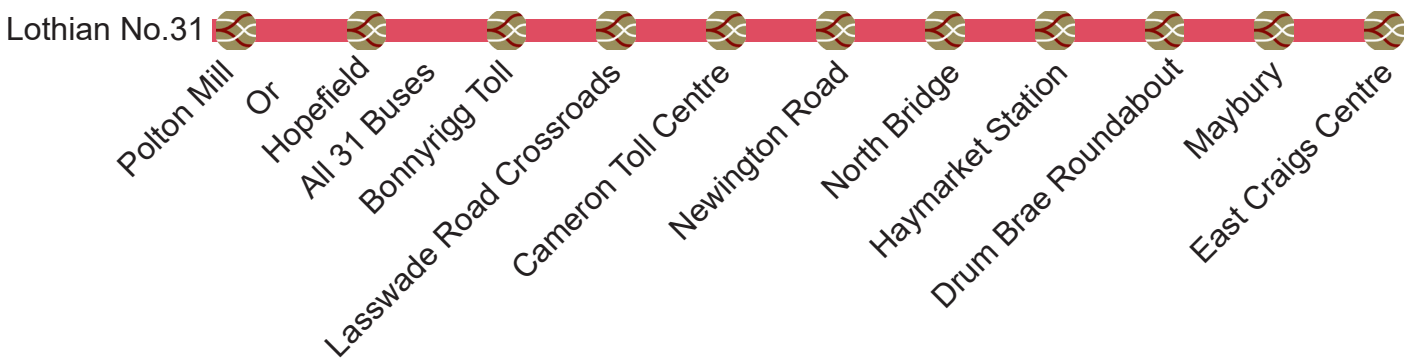 Lothian No.31
Polton Mill
Or
Hopefield
All 31 Buses
Bonnyrigg Toll
Lasswade Road Crossroads
Cameron Toll Centre
Newington Road
North Bridge
Haymarket Station
Drum Brae Roundabout
Maybury
East Craigs Centre